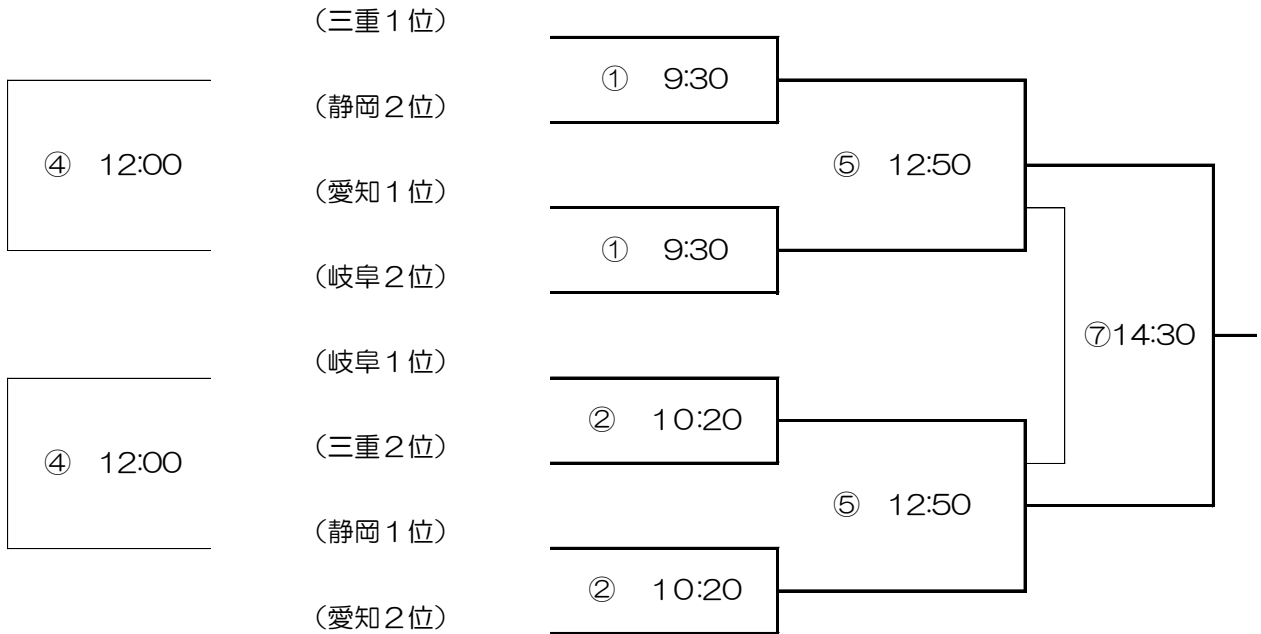 （三重１位）
①　9:30
（静岡２位）
④　12:00
⑤　12:50
（愛知１位）
①　9:30
（岐阜２位）
⑦14:30
（岐阜１位）
②　10:20
（三重２位）
④　12:00
⑤　12:50
（静岡１位）
②　10:20
（愛知２位）